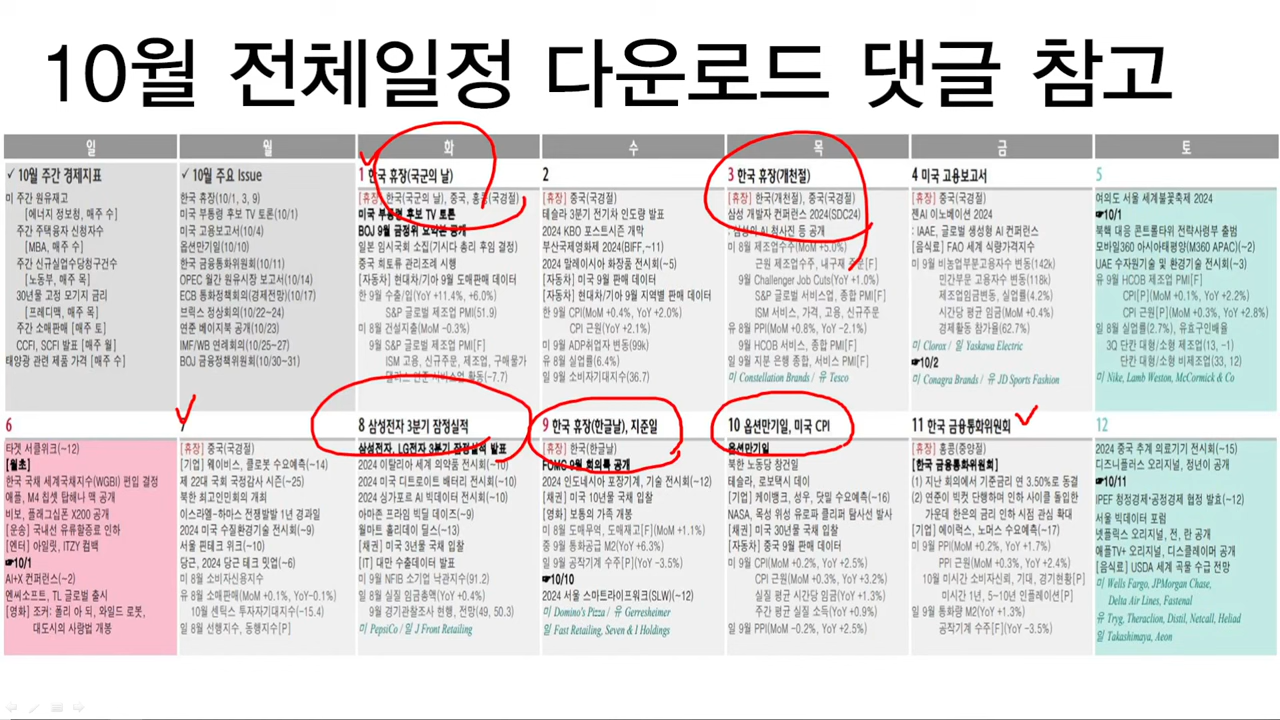 10월 전체일정 다운로드 댓글 참고
일
월
화
수
목
금
토
✓ 10월 주간 경제지표
미 주간 원유재고
[에너지 정보청, 매주 수]
주간 주택융자 신청자수
[MBA, 매주 수]
주간 신규실업수당청구건수
[노동부, 매주 목]
30년물 고정 모기지 금리
[프레디맥, 매주 목]
주간 소매판매 [매주 토]
CCFI, SCFI 발표 [매주 월]
태양광 관련 제품 가격 [매주 수]
✓ 10월 주요 Issue
한국 휴장(10/1, 3, 9)
미국 부통령 후보 TV 토론(10/1)
미국 고용보고서(10/4)
옵션만기일(10/10)
한국 금융통화위원회(10/11)
OPEC 월간 원유시장 보고서(10/14)
ECB 통화정책회의(경제전망)(10/17)
브릭스 정상회의(10/22~24)
연준 베이지북 공개(10/23)
IMF/WB 연례회의(10/25~27)
BOJ 금융정책위원회(10/30~31)
1 한국 휴장(국군의 날)
[휴장] 한국(국군의 날), 중국, 홍콩(국경절)
미국 부통령 후보 TV 토론
BOJ 9월 금정위 요약본 공개
일본 임시국회 소집(기시다 총리 후임 결정)
중국 희토류 관리조례 시행
[자동차] 현대차/기아 9월 도매판매 데이터
한 9월 수출/입(YoY +11.4%, +6.0%)
S&P 글로벌 제조업 PMI(51.9)
미 8월 건설지출(MoM −0.3%)
9월 S&P 글로벌 제조업 PMI[F]
ISM 고용, 신규주문, 제조업, 구매물가
댈러스 연준 서비스업 활동(−7.7)
2
[휴장] 중국(국경절)
테슬라 3분기 전기차 인도량 발표
2024 KBO 포스트시즌 개막
부산국제영화제 2024(BIFF,~11)
2024 말레이시아 화장품 전시회(~5)
[자동차] 미국 9월 판매 데이터
[자동차] 현대차/기아 9월 지역별 판매 데이터
한 9월 CPI(MoM +0.4%, YoY +2.0%)
CPI 근원(YoY +2.1%)
미 9월 ADP취업자 변동(99k)
유 8월 실업률(6.4%)
일 9월 소비자기대지수(36.7)
3 한국 휴장(개천절)
[휴장] 한국(개천절), 중국(국경절)
삼성 개발자 컨퍼런스 2024(SDC24)
: 삼성의 AI 청사진 등 공개
미 8월 제조업수주(MoM +5.0%)
근원 제조업수주, 내구재 주문[F]
9월 Challenger Job Cuts(YoY +1.0%)
S&P 글로벌 서비스업, 종합 PMI[F]
ISM 서비스, 가격, 고용, 신규주문
유 8월 PPI(MoM +0.8%, YoY −2.1%)
9월 HCOB 서비스, 종합 PMI[F]
일 9월 지분 은행 종합, 서비스 PMI[F]
미 Constellation Brands / 유 Tesco
4 미국 고용보고서
[휴장] 중국(국경절)
젠시 이노베이션 2024
: IAAE, 글로벌 생성형 AI 컨퍼런스
[음식료] FAO 세계 식량가격지수
미 9월 비농업부문고용자수 변동(142k)
민간부문 고용자수 변동(118k)
제조업임금변동, 실업률(4.2%)
시간당 평균 임금(MoM +0.4%)
경제활동 참가율(62.7%)
미 Clorox / 일 Yaskawa Electric
☞10/2
미 Conagra Brands / 유 JD Sports Fashion
5
여의도 서울 세계불꽃축제 2024
☞10/1
북핵 대응 콘트롤타워 전략사령부 출범
모바일360 아시아태평양(M360 APAC)(~2)
UAE 수자원기술 및 환경기술 전시회(~3)
유 9월 HCOB 제조업 PMI[F]
CPI[P](MoM +0.1%, YoY +2.2%)
CPI 근원[P](MoM +0.3%, YoY +2.8%)
일 8월 실업률(2.7%), 유효구인배율
3Q 단칸 대형/소형 제조업(13, −1)
단칸 대형/소형 비제조업(33, 12)
미 Nike, Lamb Weston, McCormick & Co
6
타겟 서클위크(~12)
[월초]
한국 국채 세계국채지수(WGBI) 편입 결정
애플, M4 칩셋 탑해나 맥 공개
비보, 플래그십폰 X200 공개
[운송] 국내선 유류할증료 인하
[엔터] 아일릿, ITZY 컴백
☞10/1
AI+X 컨퍼런스(~2)
엔씨소프트, TL 글로벌 출시
[영화] 조커: 폴리 아 되, 와일드 로봇,
대도시의 사랑법 개봉
7
[휴장] 중국(국경절)
[기업] 웨이비스, 클로봇 수요예측(~14)
제 22대 국회 국정감사 시즌(~25)
북한 최고인민회의 개최
이스라엘-하마스 전쟁발발 1년 경과일
2024 미국 수질환경기술 전시회(~9)
서울 핀테크 위크(~10)
당근, 2024 당근 테크 밋업(~6)
미 8월 소비자신용지수
유 8월 소매판매(MoM +0.1%, YoY−0.1%)
10월 센틱스 투자자기대지수(−15.4)
일 8월 선행지수, 동행지수[P]
8 삼성전자 3분기 잠정실적
삼성전자, LG전자 3분기 잠정실적 발표
2024 이탈리아 세계 의약품 전시회(~10)
2024 미국 디트로이트 배터리 전시회(~10)
2024 싱가포르 AI 빅데이터 전시회(~10)
아마존 프라임 빅딜 데이즈(~9)
월마트 홀리데이 딜스(~13)
[채권] 미국 3년물 국채 입찰
[IT] 대만 수출데이터 발표
미 9월 NFIB 소기업 낙관지수(91.2)
일 8월 실질 임금총액(YoY +0.4%)
9월 경기관찰조사 현행, 전망(49, 50.3)
미 PepsiCo / 일 J Front Retailing
9 한국 휴장(한글날), 지준일
[휴장] 한국(한글날)
FOMC 9월 회의록 공개
2024 인도네시아 포장기계, 기술 전시회(~12)
[채권] 미국 10년물 국채 입찰
[영화] 보통의 가족 개봉
미 8월 도매무역, 도매재고[F](MoM +1.1%)
중 9월 통화공급 M2(YoY +6.3%)
일 9월 공작기계 수주[P](YoY −3.5%)
☞10/10
2024 서울 스마트라이프위크(SLW)(~12)
미 Domino's Pizza / 유 Gerresheimer
일 Fast Retailing, Seven & I Holdings
10 옵션만기일, 미국 CPI
옵션만기일
북한 노동당 창건일
테슬라, 로보택시 데이
[기업] 케이뱅크, 성우, 닷밀 수요예측(~16)
NASA, 목성 위성 유로파 클리퍼 탐사선 발사
[채권] 미국 30년물 국채 입찰
[자동차] 중국 9월 판매 데이터
미 9월 CPI(MoM +0.2%, YoY +2.5%)
CPI 근원(MoM +0.3%, YoY +3.2%)
실질 평균 시간당 임금(YoY +1.3%)
주간 평균 실질 소득(YoY +0.9%)
일 9월 PPI(MoM −0.2%, YoY +2.5%)
11 한국 금융통화위원회
[휴장] 홍콩(중양절)
[한국 금융통화위원회]
(1) 지난 회의에서 기준금리 연 3.50%로 동결
(2) 연준이 빅컷 단행하며 인하 사이클 돌입한
가운데 한은의 금리 인하 시점 관심 확대
[기업] 에이럭스, 노머스 수요예측(~17)
미 9월 PPI(MoM +0.2%, YoY +1.7%)
PPI 근원(MoM +0.3%, YoY +2.4%)
10월 미시간 소비자신뢰, 기대, 경기현황[P]
미시간 1년, 5~10년 인플레이션[P]
일 9월 통화량 M2(YoY +1.3%)
공작기계 수주[F](YoY −3.5%)
12
2024 중국 추계 의료기기 전시회(~15)
디즈니플러스 오리지널, 정년이 공개
☞10/11
IPEF 청정경제·공정경제 협정 발효(~12)
서울 빅데이터 포럼
넷플릭스 오리지널, 전, 란 공개
애플TV+ 오리지널, 디스클레이머 공개
[음식료] USDA 세계 곡물 수급 전망
미 Wells Fargo, JPMorgan Chase,
Delta Air Lines, Fastenal
유 Tryg, Theraclion, Distil, Netcall, Heliad
일 Takashimaya, Aeon